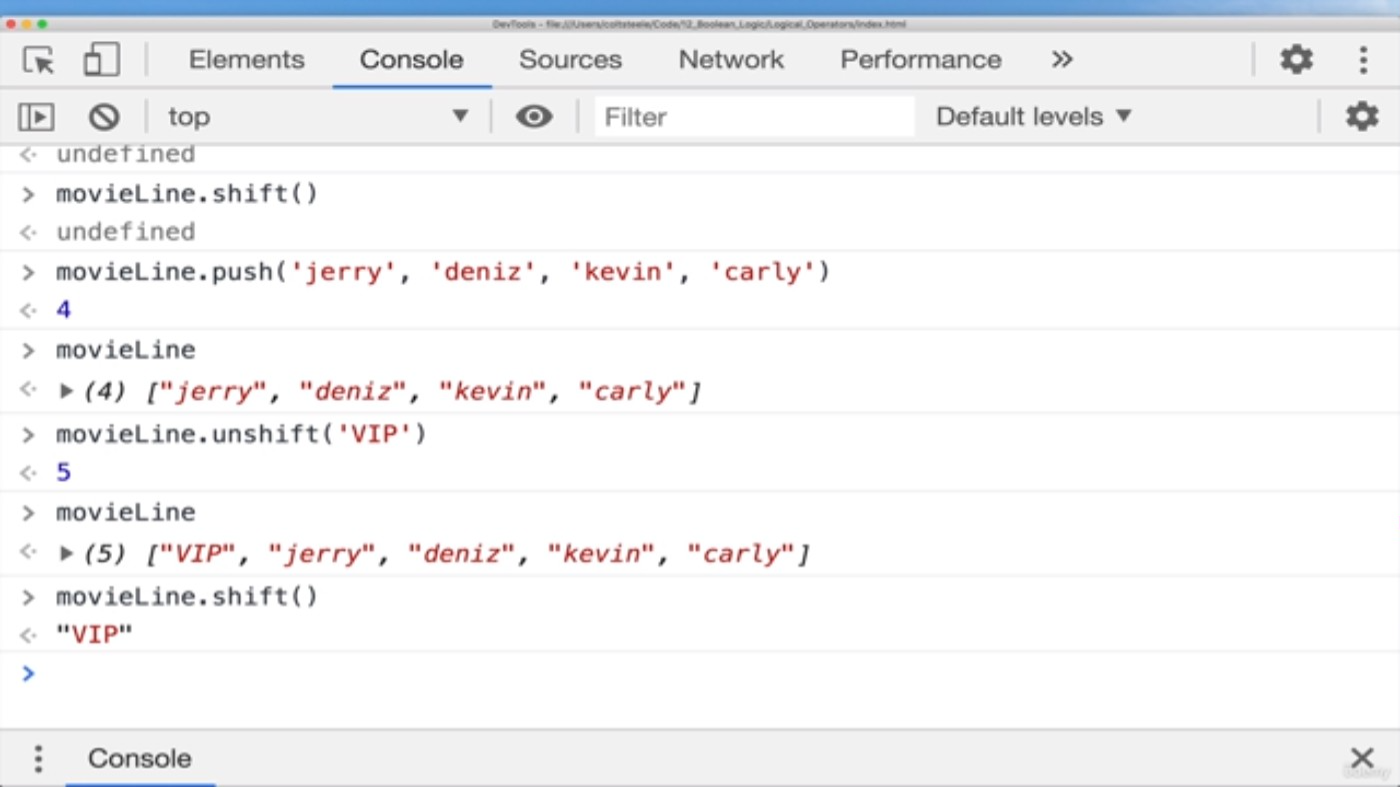 DevTools - file:///Users/coltsteele/Code/12_Boolean_Logic/Logical_Operators/index.html
Elements Console Sources Network Performance »
top ▼ Filter Default levels ▼
<· undefined
> movieLine.shift()
<· undefined
> movieLine.push('jerry', 'deniz', 'kevin', 'carly')
<· 4
> movieLine
<· ▶ (4) ["jerry", "deniz", "kevin", "carly"]
> movieLine.unshift('VIP')
<· 5
> movieLine
<· ▶ (5) ["VIP", "jerry", "deniz", "kevin", "carly"]
> movieLine.shift()
<· "VIP"
>
Console
Udemy